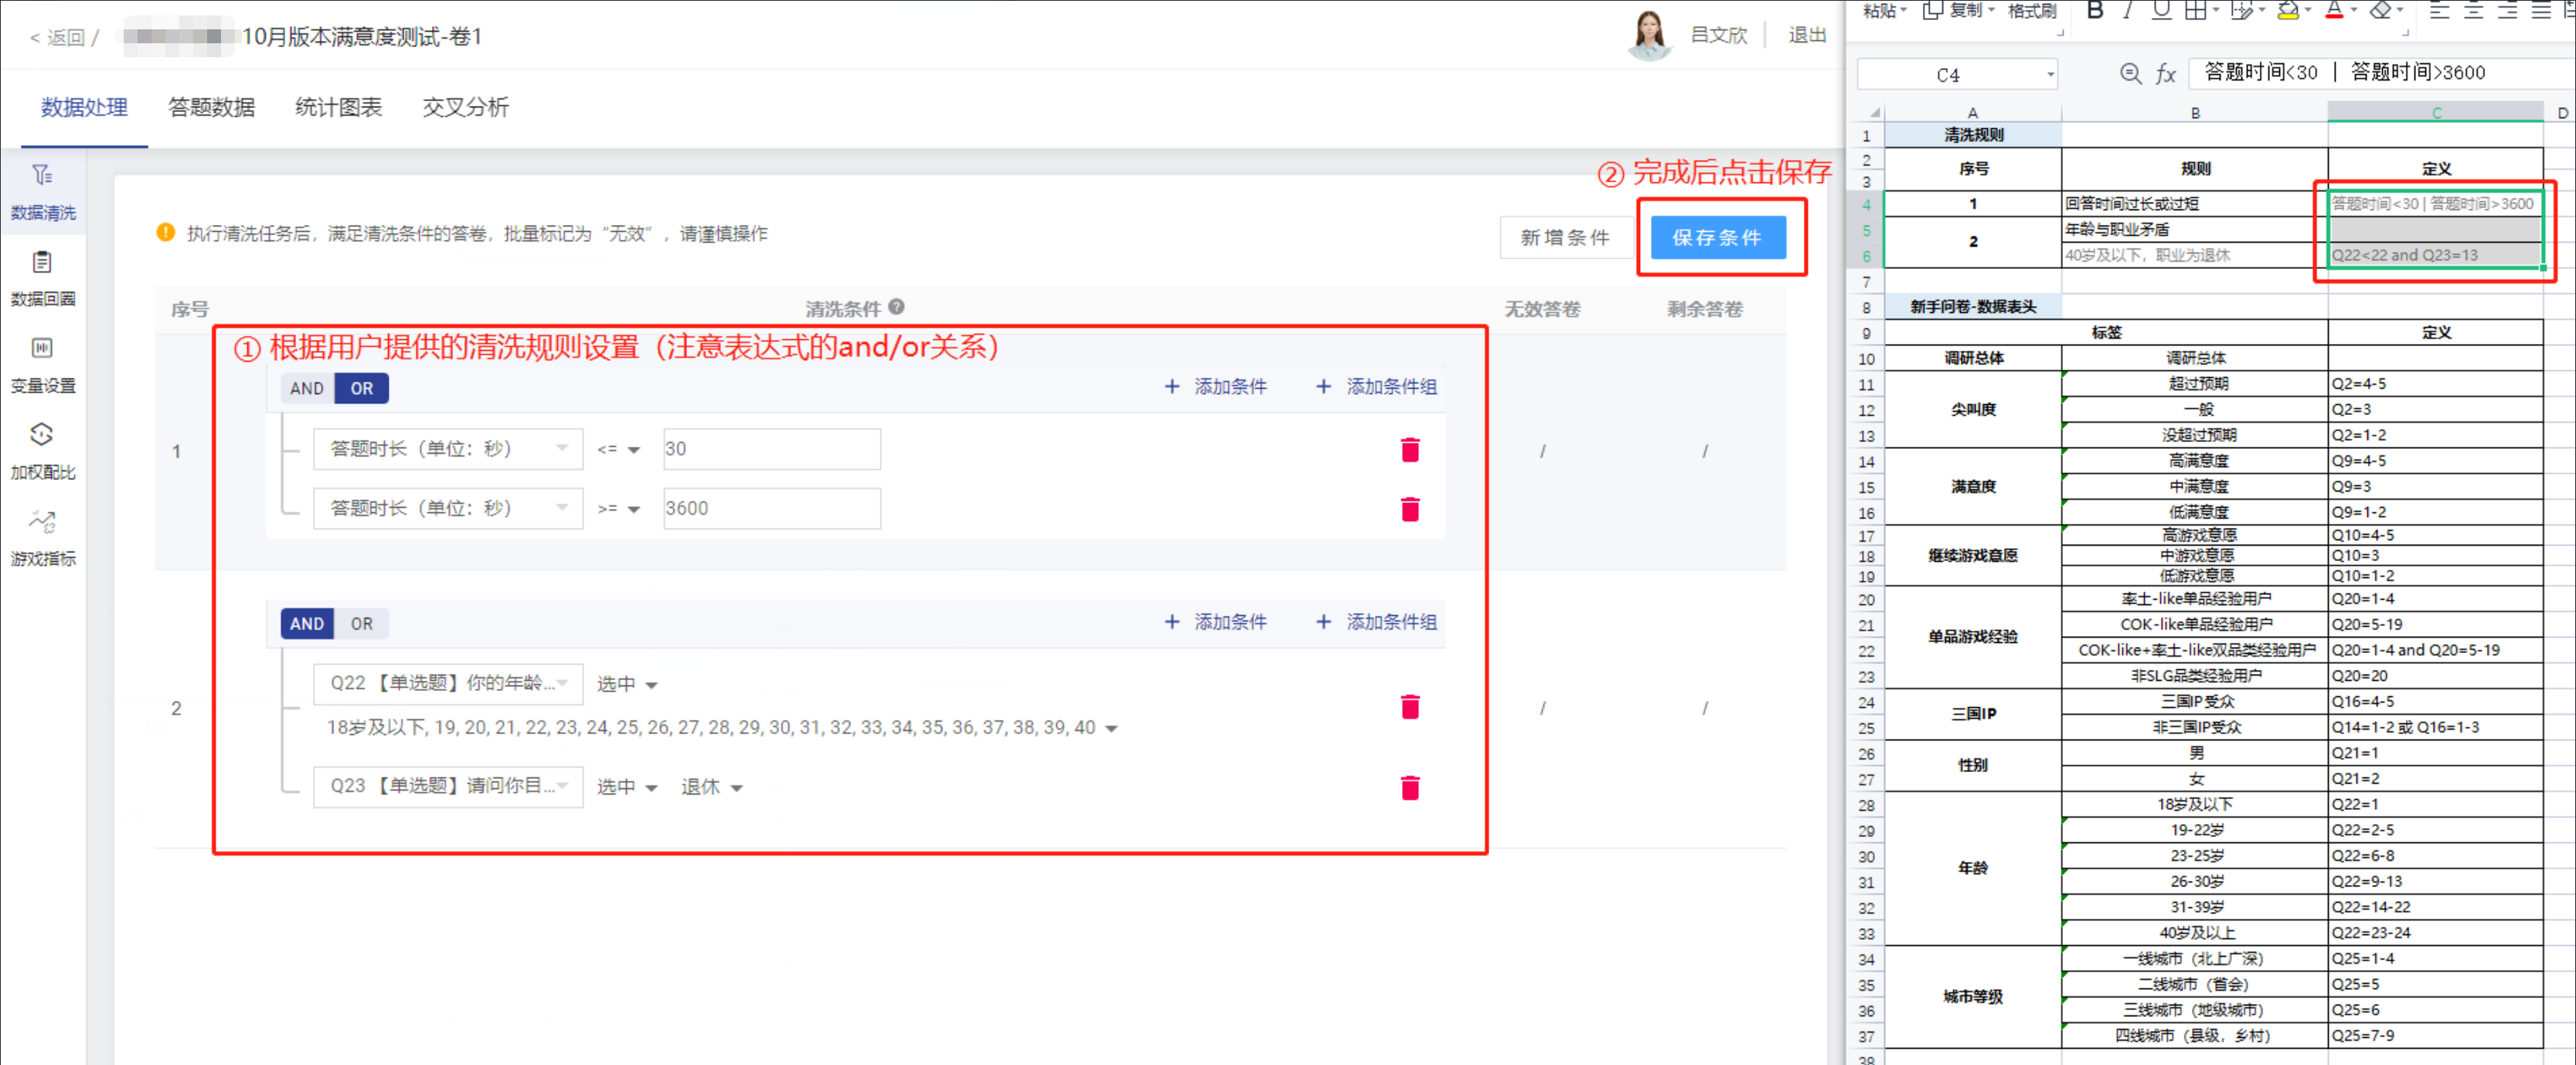 < 返回 / 10月版本满意度测试-卷1
吕文欣 退出
数据处理 答题数据 统计图表 交叉分析
数据清洗
数据回圈
变量设置
加权配比
游戏指标
② 完成后点击保存
执行清洗任务后，满足清洗条件的答卷，批量标记为“无效”，请谨慎操作
新增条件 保存条件
序号 清洗条件 无效答卷 剩余答卷
① 根据用户提供的清洗规则设置（注意表达式的and/or关系）
AND OR + 添加条件 + 添加条件组
1 / /
答题时长（单位：秒） <= 30
答题时长（单位：秒） >= 3600
AND OR + 添加条件 + 添加条件组
Q22 【单选题】你的年龄... 选中
2 / /
18岁及以下, 19, 20, 21, 22, 23, 24, 25, 26, 27, 28, 29, 30, 31, 32, 33, 34, 35, 36, 37, 38, 39, 40
Q23 【单选题】请问你目... 选中 退休
粘贴 复制 格式刷 B I U A
C4 fx 答题时间<30 | 答题时间>3600
A B C D
1 清洗规则
2 序号 规则 定义
3
4 1 回答时间过长或过短 答题时间<30 | 答题时间>3600
5 2 年龄与职业矛盾
6 40岁及以下，职业为退休 Q22<22 and Q23=13
7
8 新手问卷-数据表头
9 标签 定义
10 调研总体 调研总体
11 超过预期 Q2=4-5
12 尖叫度 一般 Q2=3
13 没超过预期 Q2=1-2
14 高满意度 Q9=4-5
15 满意度 中满意度 Q9=3
16 低满意度 Q9=1-2
17 高游戏意愿 Q10=4-5
18 继续游戏意愿 中游戏意愿 Q10=3
19 低游戏意愿 Q10=1-2
20 率土-like单品经验用户 Q20=1-4
21 单品游戏经验 COK-like单品经验用户 Q20=5-19
22 COK-like+率土-like双品类经验用户 Q20=1-4 and Q20=5-19
23 非SLG品类经验用户 Q20=20
24 三国IP 三国IP受众 Q16=4-5
25 非三国IP受众 Q14=1-2 或 Q16=1-3
26 性别 男 Q21=1
27 女 Q21=2
28 18岁及以下 Q22=1
29 19-22岁 Q22=2-5
30 年龄 23-25岁 Q22=6-8
31 26-30岁 Q22=9-13
32 31-39岁 Q22=14-22
33 40岁及以上 Q22=23-24
34 一线城市（北上广深） Q25=1-4
35 城市等级 二线城市（省会） Q25=5
36 三线城市（地级城市） Q25=6
37 四线城市（县级，乡村） Q25=7-9
38